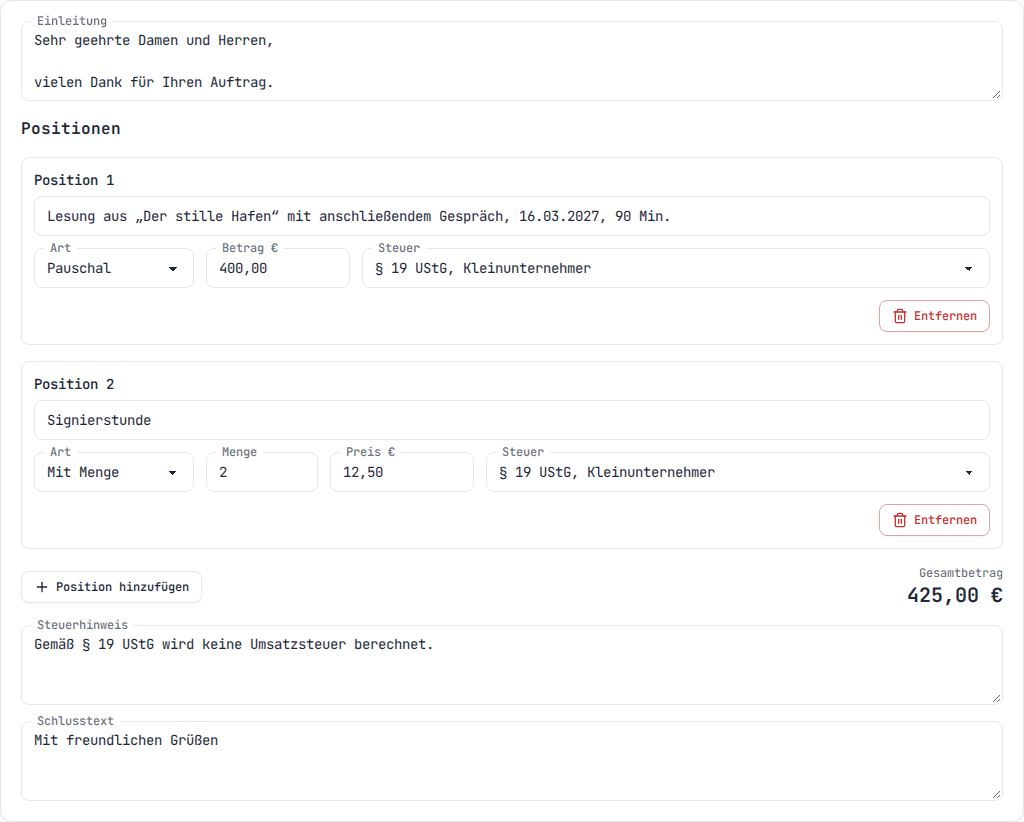 Einleitung
Sehr geehrte Damen und Herren,
vielen Dank für Ihren Auftrag.
Positionen
Position 1
Lesung aus „Der stille Hafen“ mit anschließendem Gespräch, 16.03.2027, 90 Min.
Art
Betrag €
Steuer
Pauschal
400,00
§ 19 UStG, Kleinunternehmer
Entfernen
Position 2
Signierstunde
Art
Menge
Preis €
Steuer
Mit Menge
2
12,50
§ 19 UStG, Kleinunternehmer
Entfernen
Position hinzufügen
Gesamtbetrag
425,00 €
Steuerhinweis
Gemäß § 19 UStG wird keine Umsatzsteuer berechnet.
Schlusstext
Mit freundlichen Grüßen